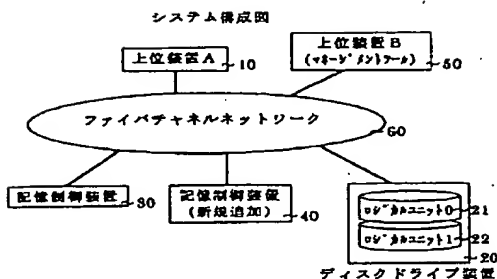 システム構成図
上位装置A
10
上位装置B
(マネージメントツール)
50
ファイバチャネルネットワーク
60
記憶制御装置
30
記憶制御装置
(新規追加)
40
ロジカルユニット0
21
ロジカルユニット1
22
20
ディスクドライブ装置